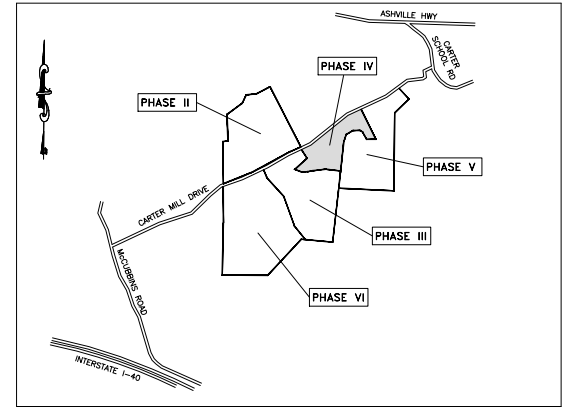 ASHVILLE HWY
CARTER
SCHOOL RD
PHASE IV
PHASE II
PHASE V
CARTER MILL DRIVE
PHASE III
McCUBBINS ROAD
PHASE VI
INTERSTATE I-40